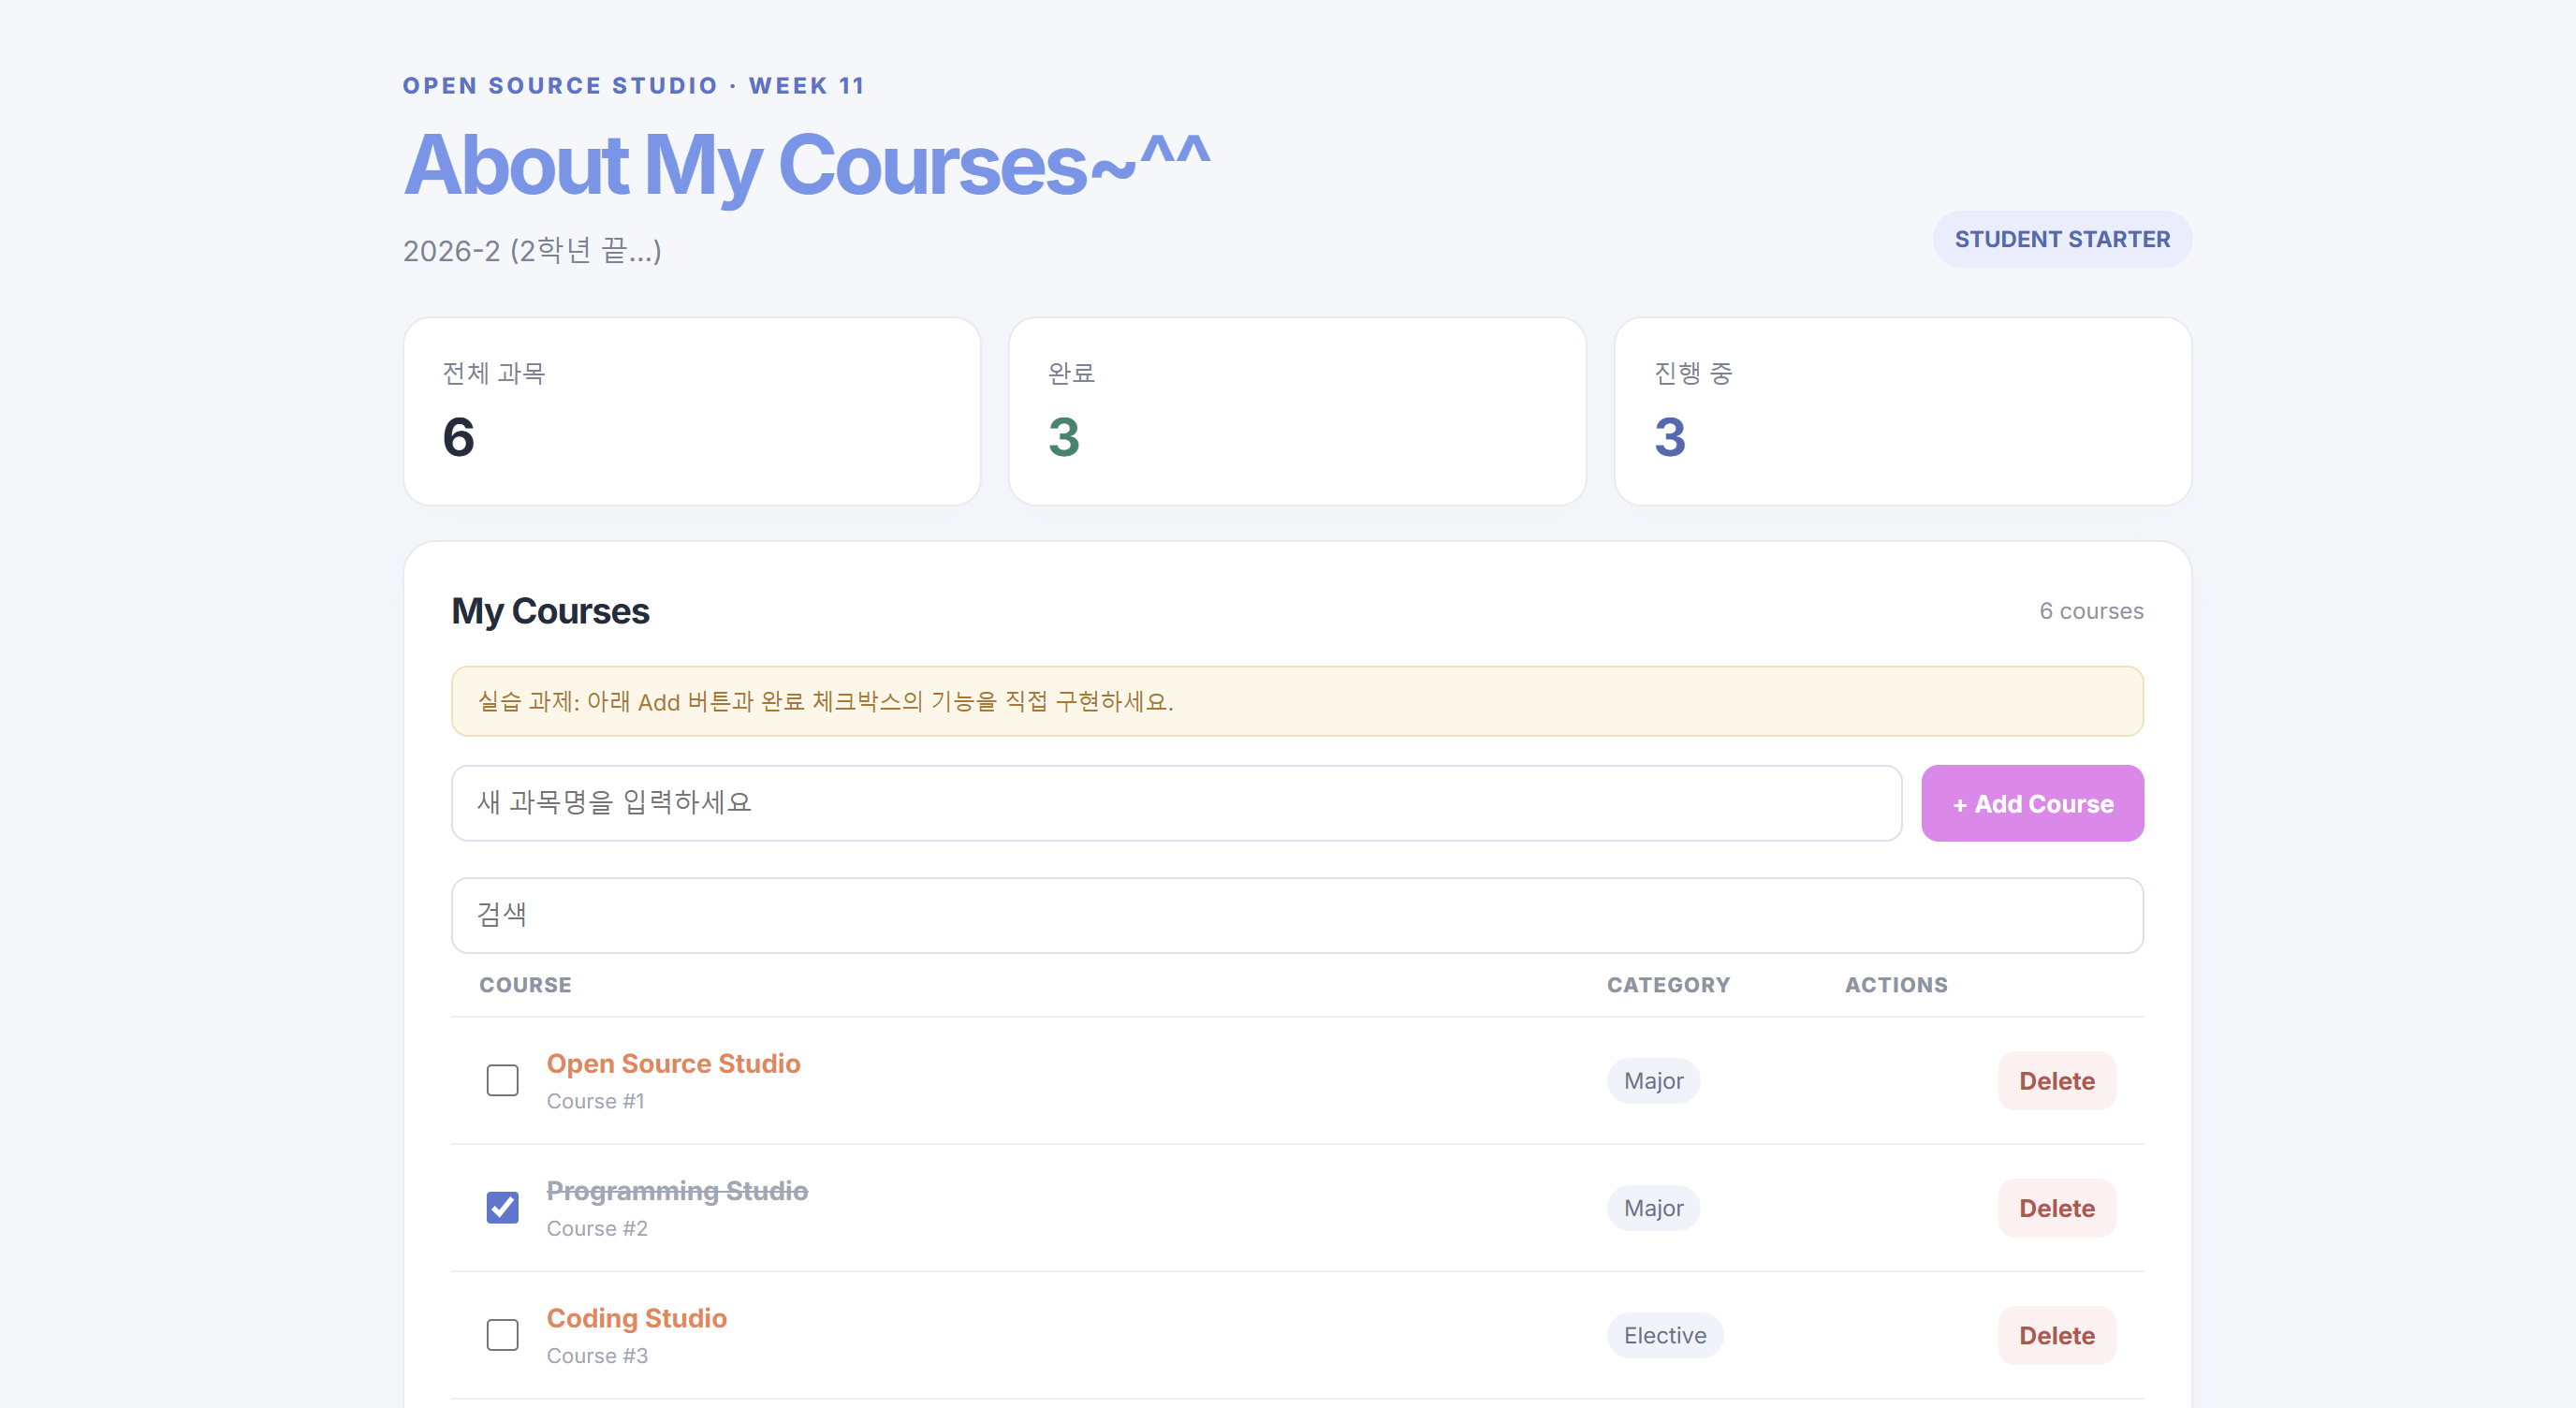 OPEN SOURCE STUDIO · WEEK 11
About My Courses~^^
2026-2 (2학년 끝...)
STUDENT STARTER
전체 과목
6
완료
3
진행 중
3
My Courses
6 courses
실습 과제: 아래 Add 버튼과 완료 체크박스의 기능을 직접 구현하세요.
새 과목명을 입력하세요
+ Add Course
검색
COURSE CATEGORY ACTIONS
Open Source Studio
Course #1
Major
Delete
Programming Studio
Course #2
Major
Delete
Coding Studio
Course #3
Elective
Delete